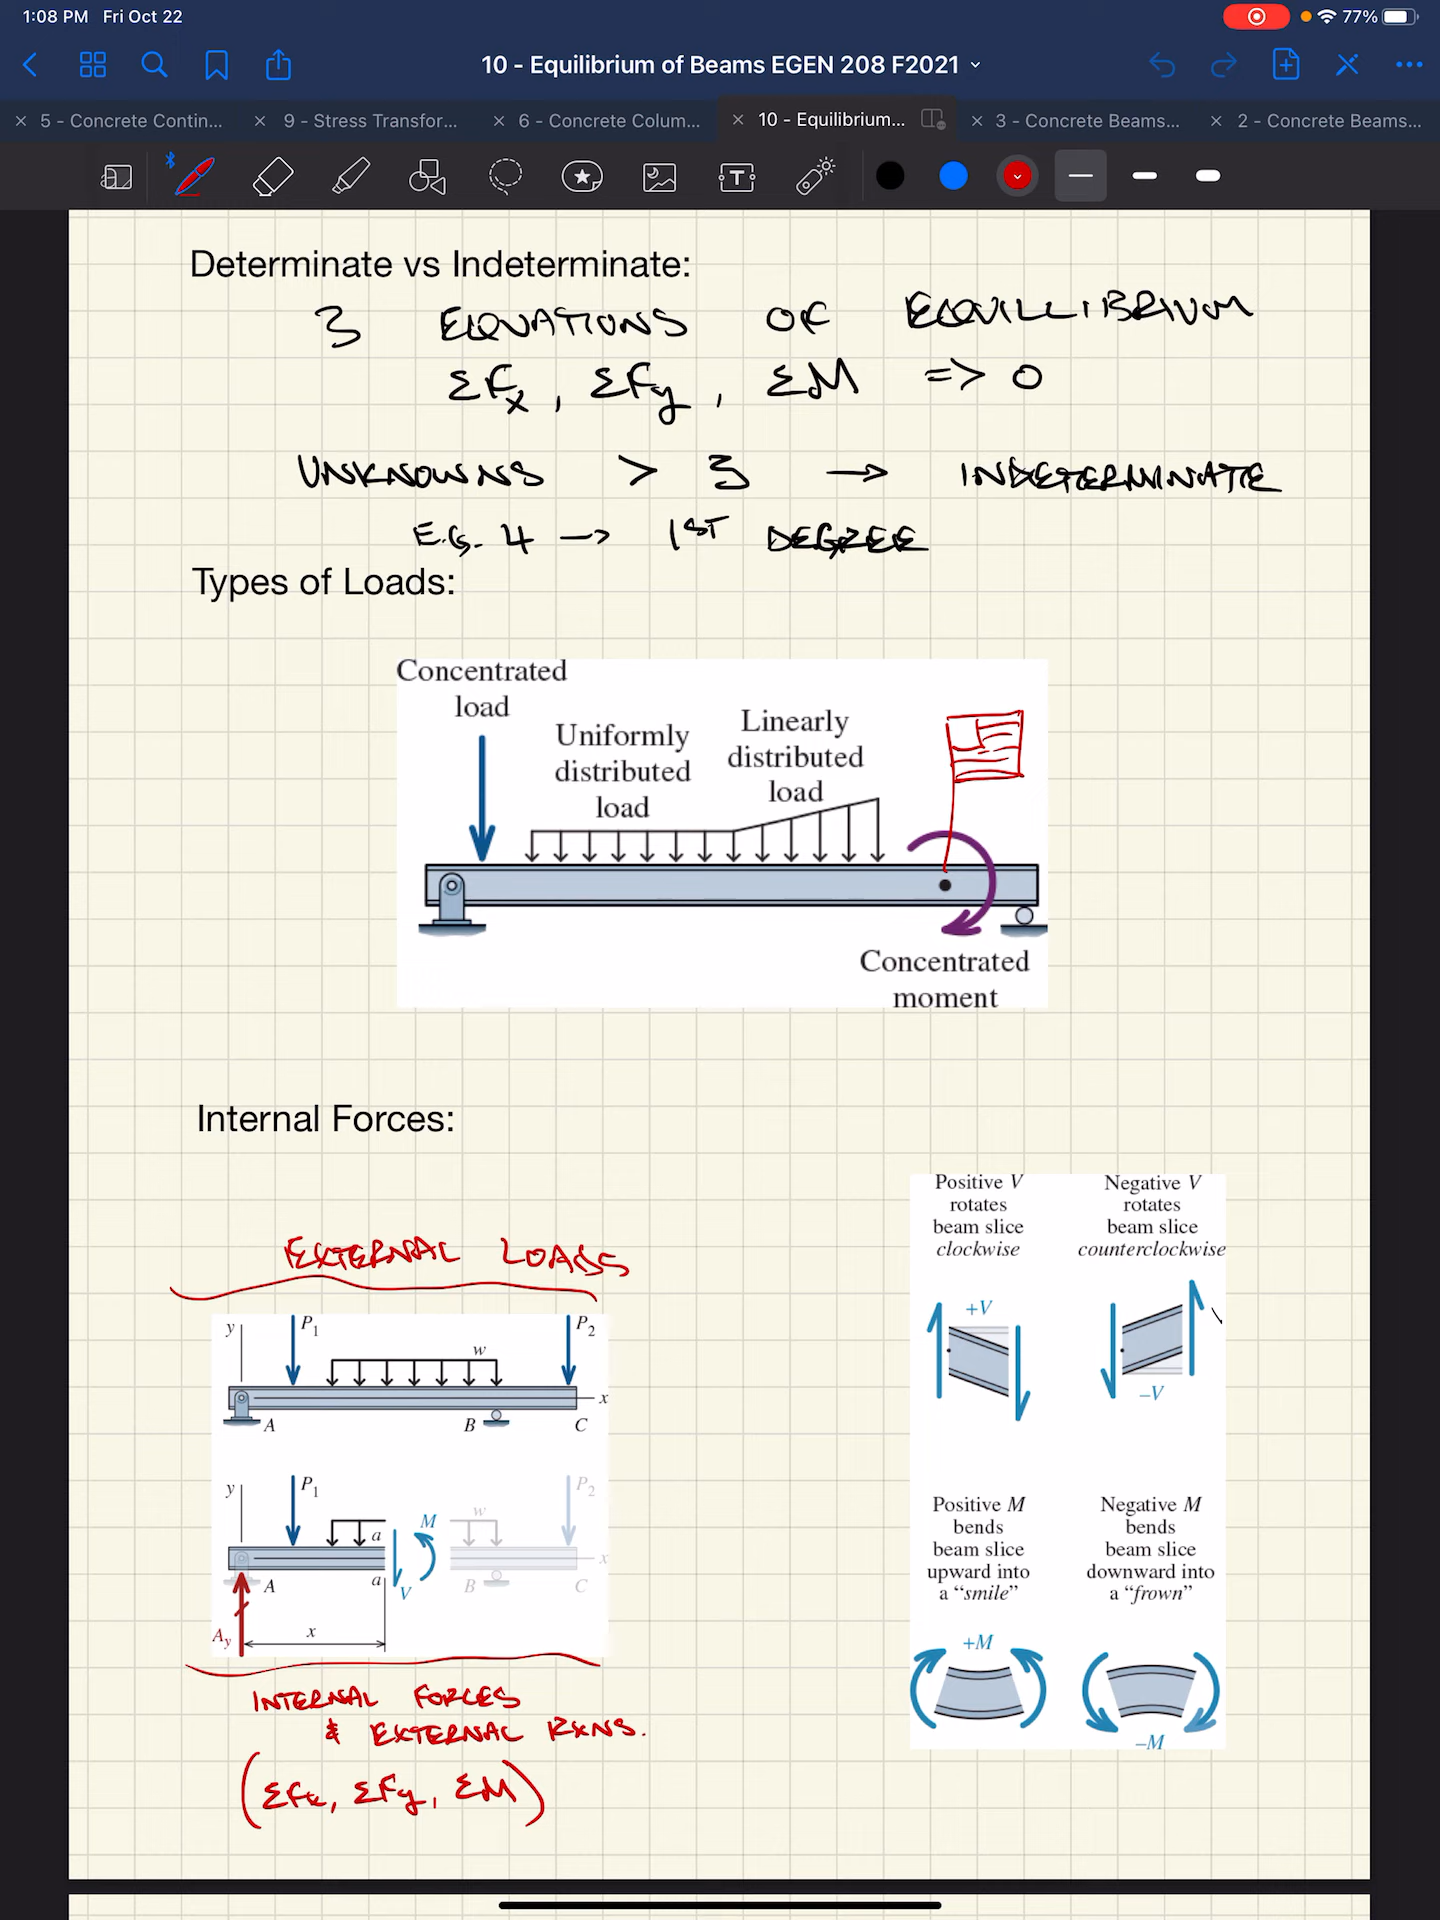 1:08 PM Fri Oct 22
77%
10 - Equilibrium of Beams EGEN 208 F2021
5 - Concrete Contin...
9 - Stress Transfor...
6 - Concrete Colum...
10 - Equilibrium...
3 - Concrete Beams...
2 - Concrete Beams...
T
Determinate vs Indeterminate:
3 EQUATIONS OF EQUILLIBRIUM
ΣFx, ΣFy, ΣM => 0
UNKNOWNS > 3 → INDETERMINATE
E.G. 4 → 1ST DEGREE
Types of Loads:
Concentrated
load
Uniformly
distributed
load
Linearly
distributed
load
Concentrated
moment
Internal Forces:
EXTERNAL LOADS
y P1 w P2
x
A B C
y P1 P2
w
a M
x
A a V B C
Ay x
INTERNAL FORCES
& EXTERNAL RXNS.
(ΣFx, ΣFy, ΣM)
Positive V
rotates
beam slice
clockwise
+V
Negative V
rotates
beam slice
counterclockwise
–V
Positive M
bends
beam slice
upward into
a “smile”
+M
Negative M
bends
beam slice
downward into
a “frown”
–M